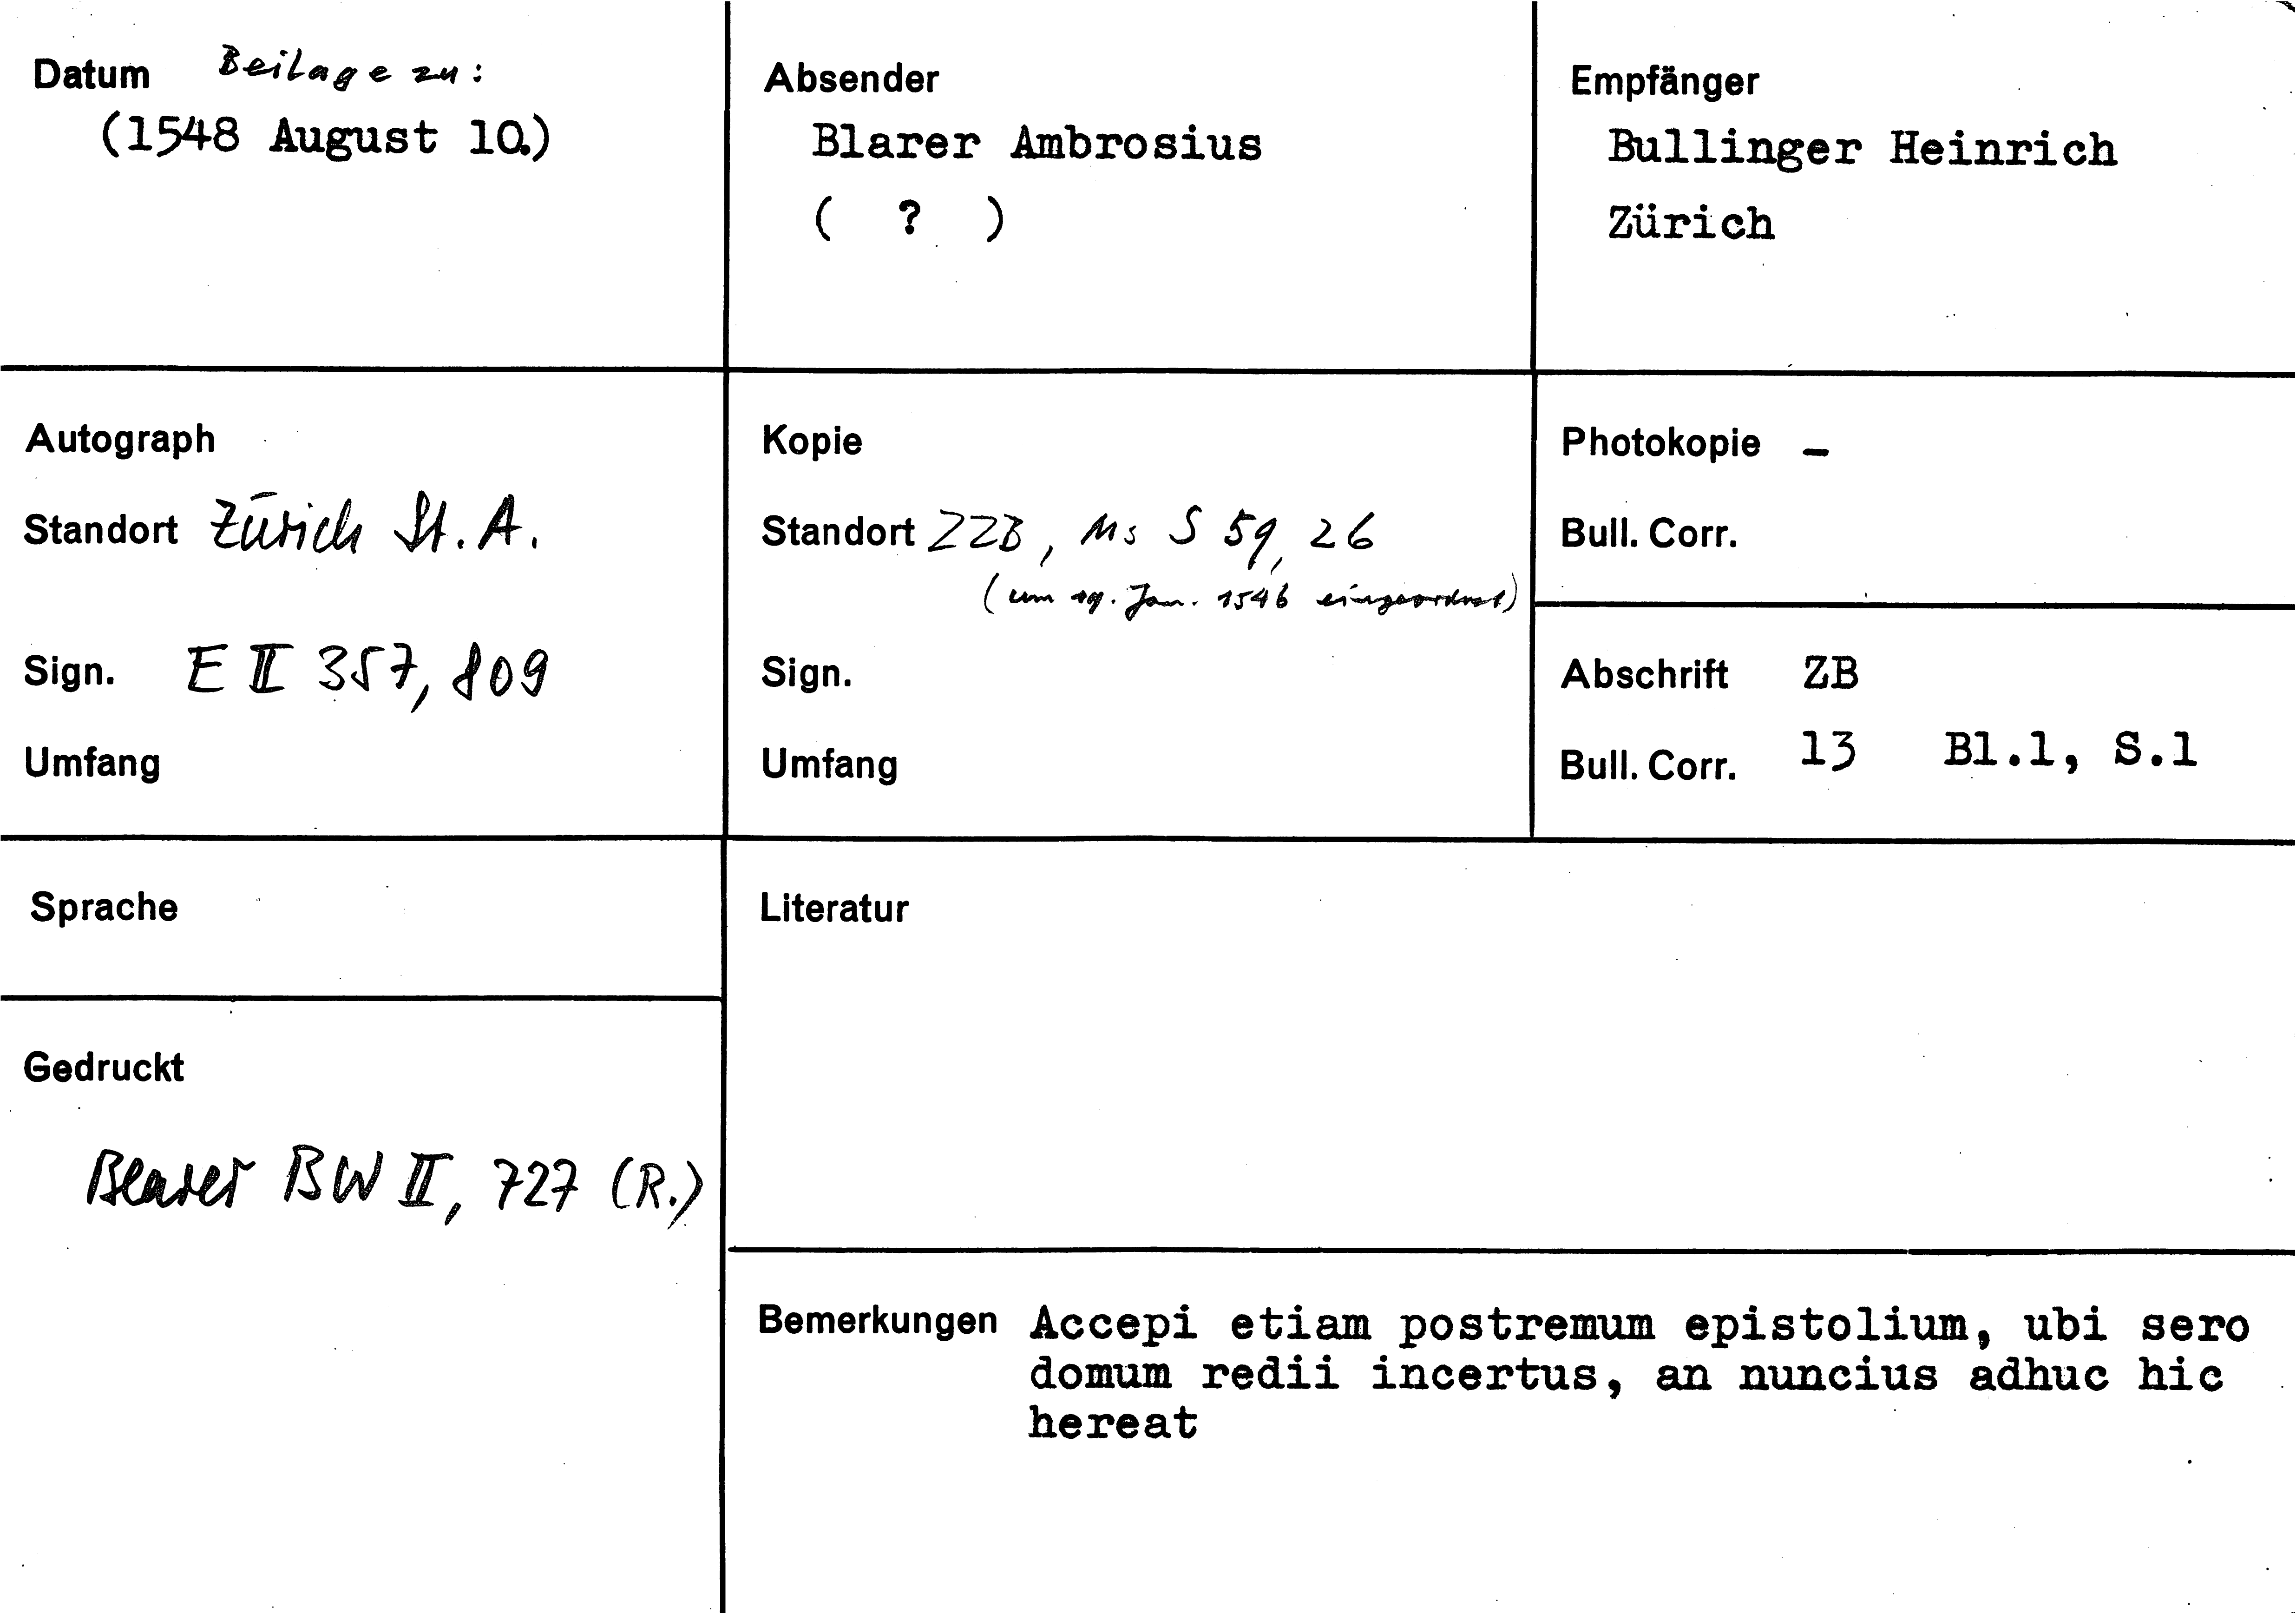 Datum Beilage zu:
(1548 August 10.)
Absender
Blarer Ambrosius
( ? )
Empfänger
Bullinger Heinrich
Zürich
Autograph
Standort Zürich St. A.
Sign. E II 357, 809
Umfang
Kopie
Standort ZZB, Ms S 59, 26
(um 19. Jan. 1546 eingeordnet)
Sign.
Umfang
Photokopie –
Bull. Corr.
Abschrift ZB
Bull. Corr. 13 Bl.1, S.1
Sprache
Literatur
Gedruckt
Blarer BW II, 727 (R.)
Bemerkungen Accepi etiam postremum epistolium, ubi sero
domum redii incertus, an nuncius adhuc hic
hereat